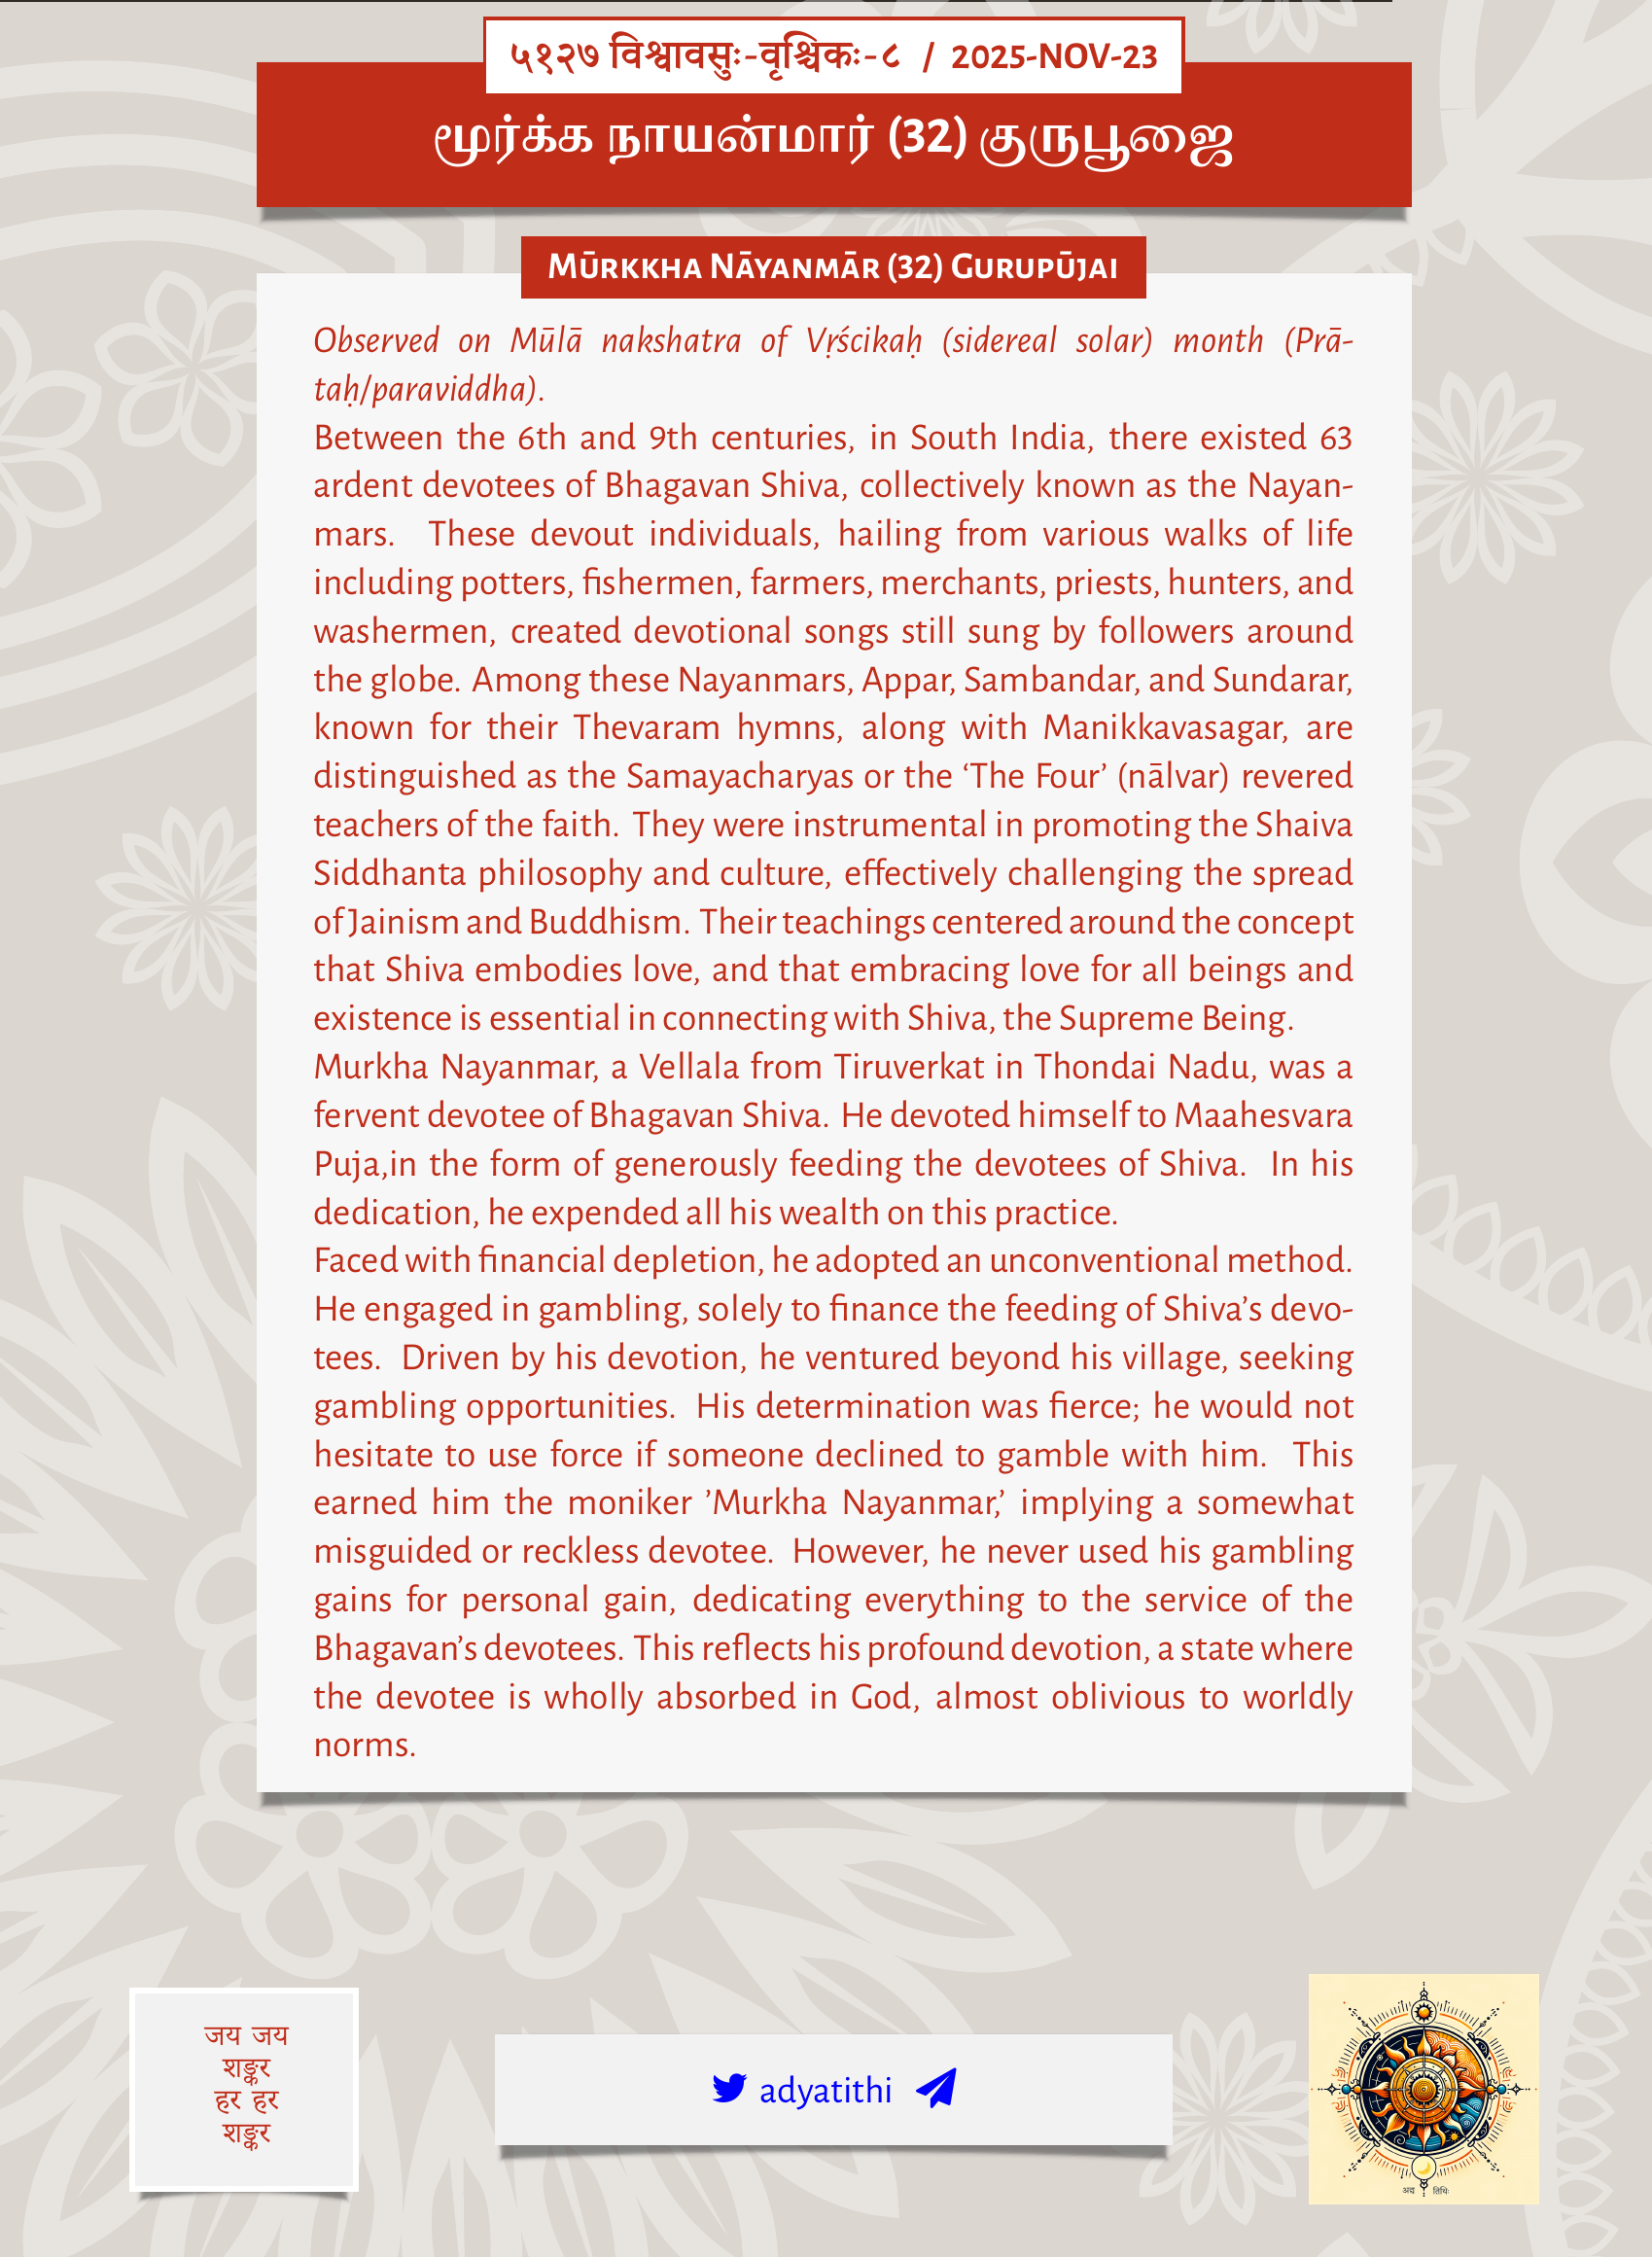 ५१२७ विश्वावसुः-वृश्चिकः-८ / 2025-NOV-23
மூர்க்க நாயன்மார் (32) குருபூஜை
Mūrkkha Nāyanmār (32) Gurupūjai
Observed on Mūlā nakshatra of Vṛścikaḥ (sidereal solar) month (Prā-
taḥ/paraviddha).
Between the 6th and 9th centuries, in South India, there existed 63
ardent devotees of Bhagavan Shiva, collectively known as the Nayan-
mars. These devout individuals, hailing from various walks of life
including potters, fishermen, farmers, merchants, priests, hunters, and
washermen, created devotional songs still sung by followers around
the globe. Among these Nayanmars, Appar, Sambandar, and Sundarar,
known for their Thevaram hymns, along with Manikkavasagar, are
distinguished as the Samayacharyas or the ‘The Four’ (nālvar) revered
teachers of the faith. They were instrumental in promoting the Shaiva
Siddhanta philosophy and culture, effectively challenging the spread
of Jainism and Buddhism. Their teachings centered around the concept
that Shiva embodies love, and that embracing love for all beings and
existence is essential in connecting with Shiva, the Supreme Being.
Murkha Nayanmar, a Vellala from Tiruverkat in Thondai Nadu, was a
fervent devotee of Bhagavan Shiva. He devoted himself to Maahesvara
Puja,in the form of generously feeding the devotees of Shiva. In his
dedication, he expended all his wealth on this practice.
Faced with financial depletion, he adopted an unconventional method.
He engaged in gambling, solely to finance the feeding of Shiva’s devo-
tees. Driven by his devotion, he ventured beyond his village, seeking
gambling opportunities. His determination was fierce; he would not
hesitate to use force if someone declined to gamble with him. This
earned him the moniker ’Murkha Nayanmar,’ implying a somewhat
misguided or reckless devotee. However, he never used his gambling
gains for personal gain, dedicating everything to the service of the
Bhagavan’s devotees. This reflects his profound devotion, a state where
the devotee is wholly absorbed in God, almost oblivious to worldly
norms.
जय जय
शङ्कर
हर हर
शङ्कर
adyatithi
अद्य तिथिः